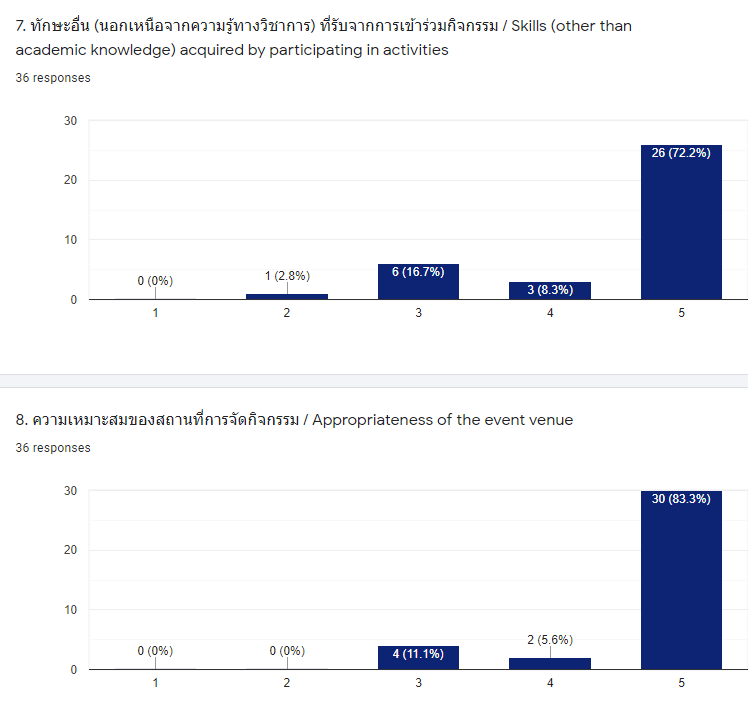 7. ทักษะอื่น (นอกเหนือจากความรู้ทางวิชาการ) ที่รับจากการเข้าร่วมกิจกรรม / Skills (other than
academic knowledge) acquired by participating in activities
36 responses
30
20
10
0
0 (0%)
1 (2.8%)
6 (16.7%)
3 (8.3%)
26 (72.2%)
1 2 3 4 5
8. ความเหมาะสมของสถานที่การจัดกิจกรรม / Appropriateness of the event venue
36 responses
30
20
10
0
0 (0%)
0 (0%)
4 (11.1%)
2 (5.6%)
30 (83.3%)
1 2 3 4 5